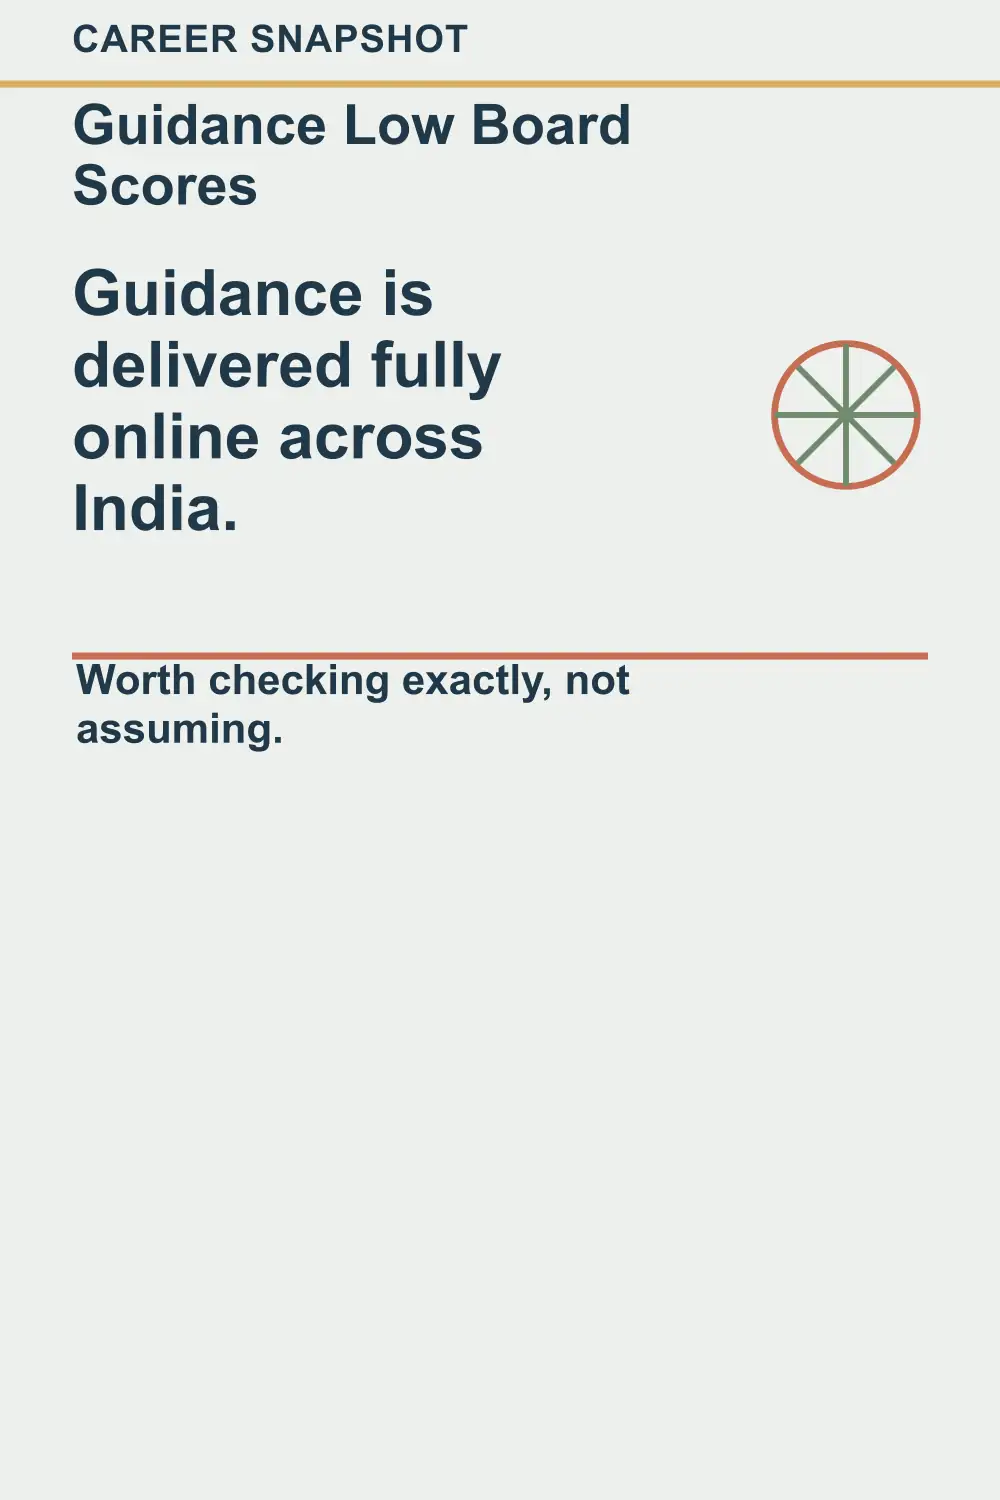 CAREER SNAPSHOT
Guidance Low Board
Scores
Guidance is
delivered fully
online across
India.
Worth checking exactly, not
assuming.